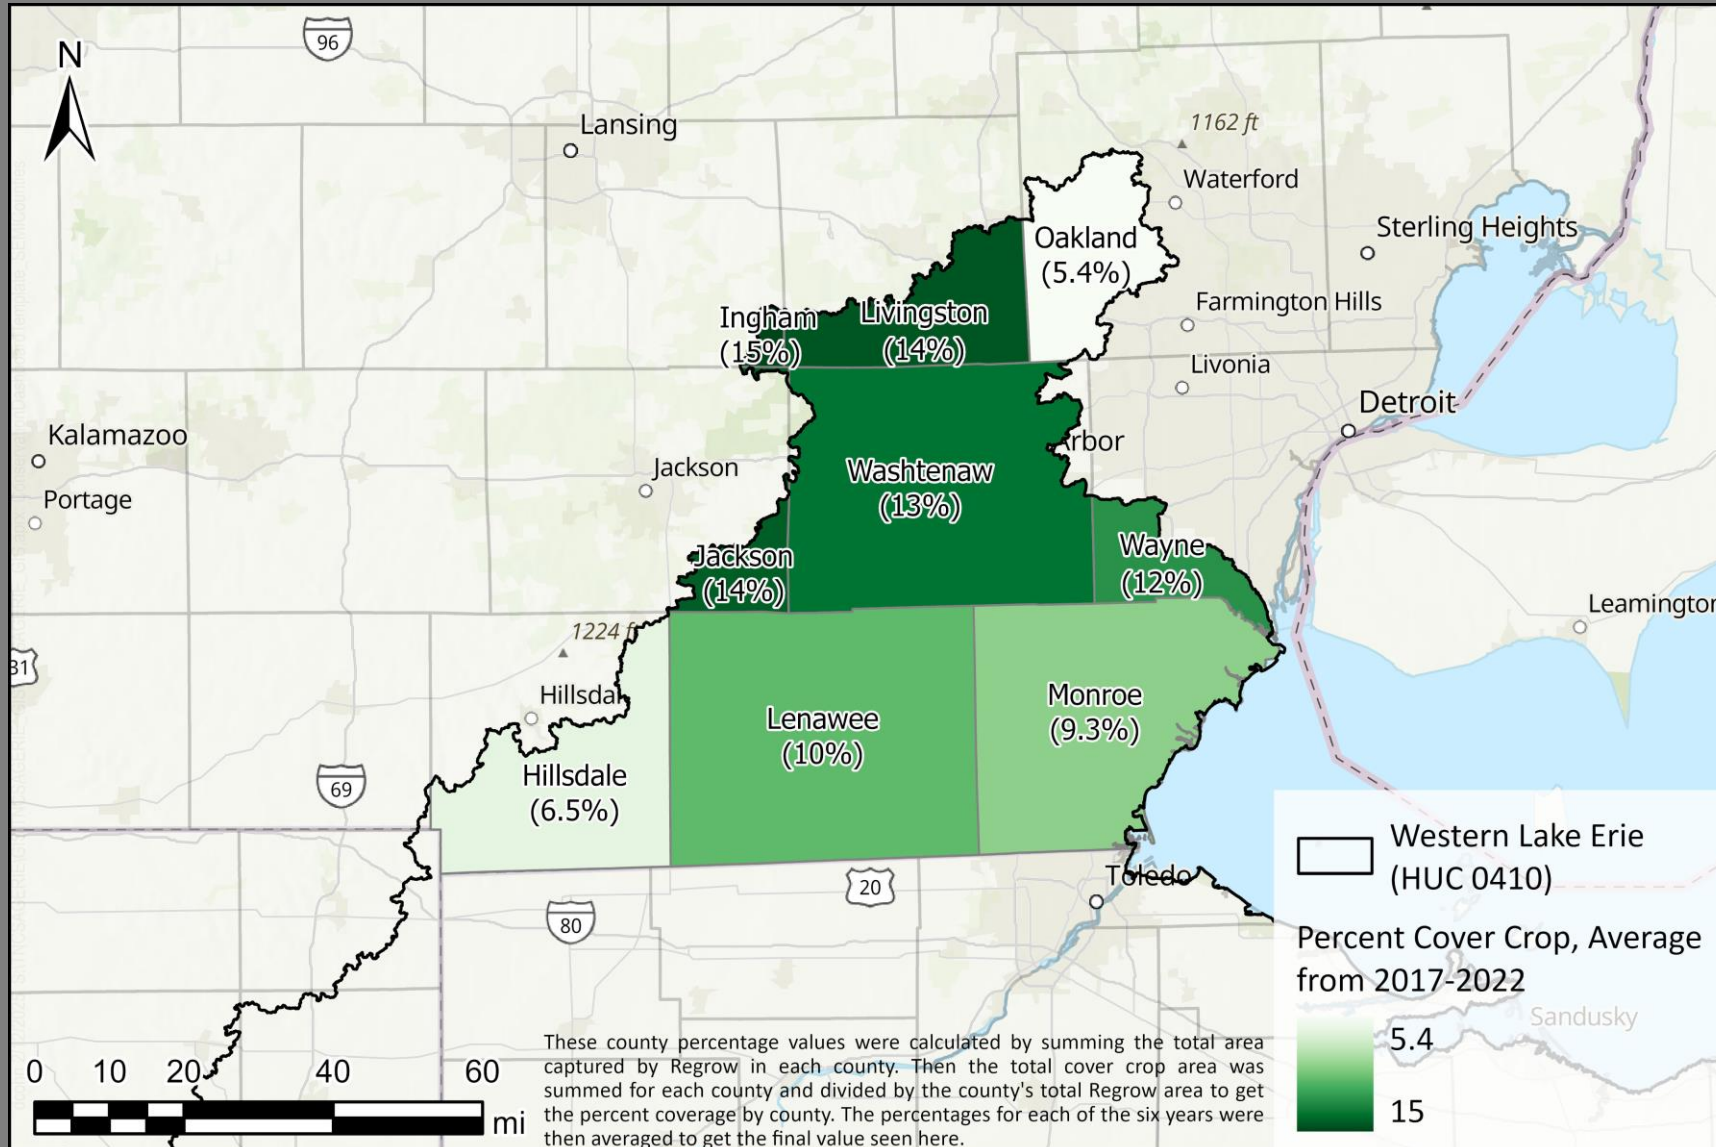 N
96
Lansing
1162 ft
Waterford
Sterling Heights
Oakland
(5.4%)
Farmington Hills
Ingham
(15%)
Livingston
(14%)
Livonia
Detroit
Kalamazoo
Portage
Jackson
rbor
Washtenaw
(13%)
Jackson
(14%)
Wayne
(12%)
Leamington
31
1224 f
Hillsdal
Lenawee
(10%)
Monroe
(9.3%)
Hillsdale
(6.5%)
69
20
80
Toledo
Western Lake Erie
(HUC 0410)
Percent Cover Crop, Average
from 2017-2022
5.4
15
Sandusky
0 10 20 40 60
mi
These county percentage values were calculated by summing the total area
captured by Regrow in each county. Then the total cover crop area was
summed for each county and divided by the county's total Regrow area to get
the percent coverage by county. The percentages for each of the six years were
then averaged to get the final value seen here.